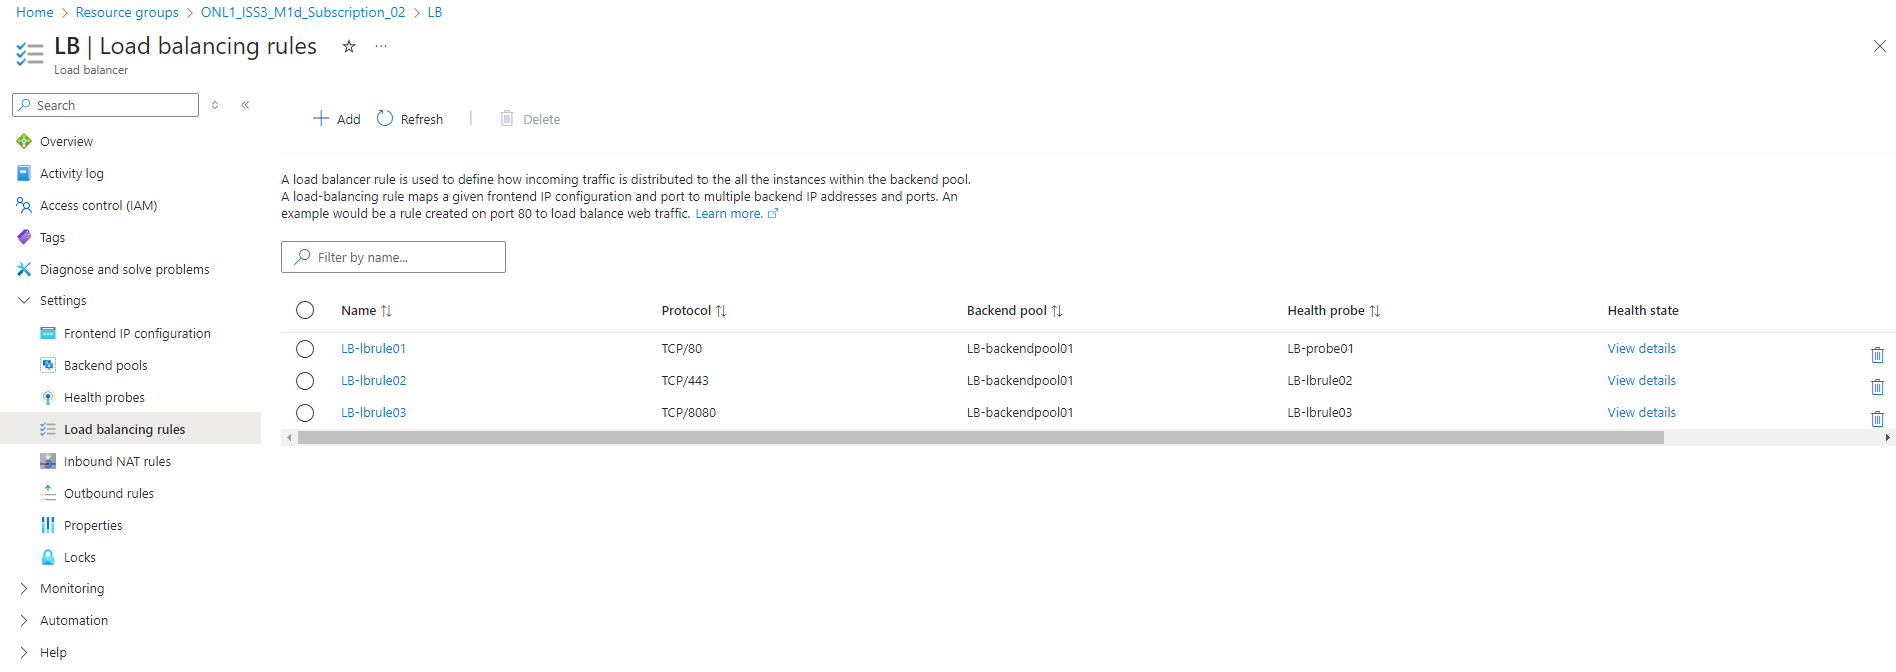 Home > Resource groups > ONL1_ISS3_M1d_Subscription_02 > LB
LB | Load balancing rules ...
Load balancer
Search
Overview
Activity log
Access control (IAM)
Tags
Diagnose and solve problems
Settings
Frontend IP configuration
Backend pools
Health probes
Load balancing rules
Inbound NAT rules
Outbound rules
Properties
Locks
Monitoring
Automation
Help
Add Refresh | Delete
A load balancer rule is used to define how incoming traffic is distributed to the all the instances within the backend pool.
A load-balancing rule maps a given frontend IP configuration and port to multiple backend IP addresses and ports. An
example would be a rule created on port 80 to load balance web traffic. Learn more.
Filter by name...
Name Protocol Backend pool Health probe Health state
LB-lbrule01 TCP/80 LB-backendpool01 LB-probe01 View details
LB-lbrule02 TCP/443 LB-backendpool01 LB-lbrule02 View details
LB-lbrule03 TCP/8080 LB-backendpool01 LB-lbrule03 View details